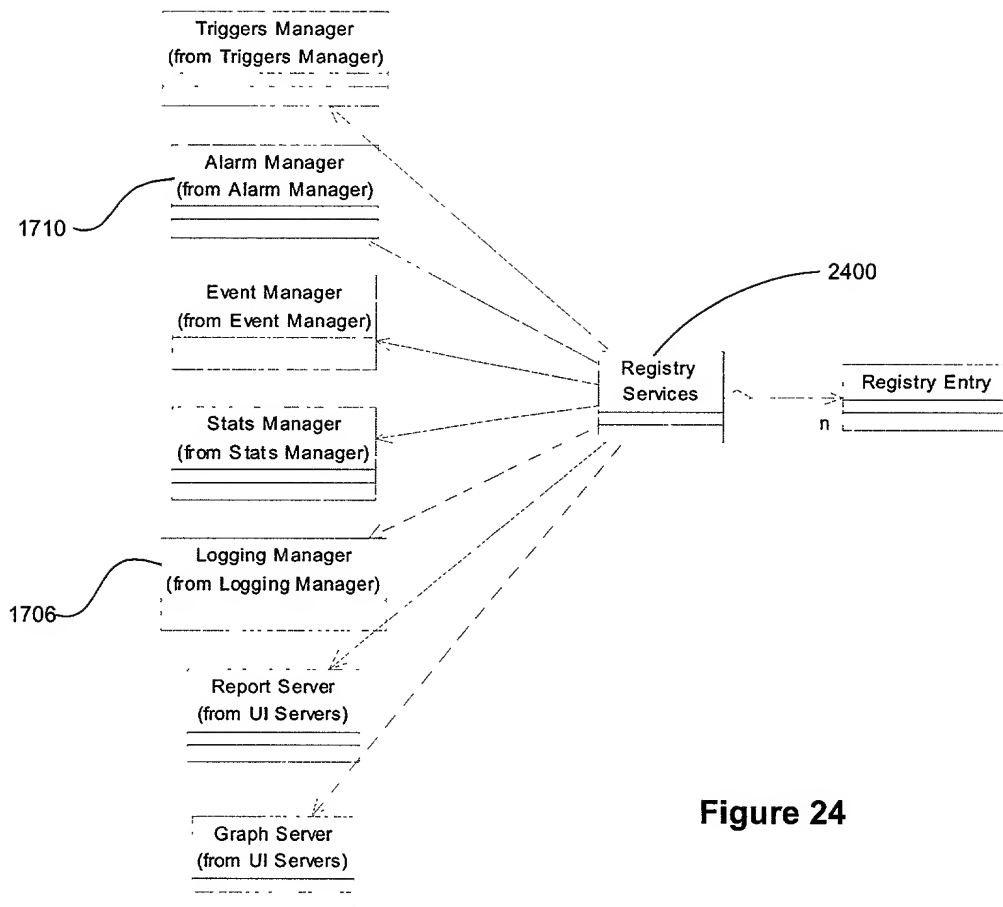 Triggers Manager
(from Triggers Manager)
Alarm Manager
(from Alarm Manager)
1710
Event Manager
(from Event Manager)
2400
Registry
Services
Registry Entry
n
Stats Manager
(from Stats Manager)
Logging Manager
(from Logging Manager)
1706
Report Server
(from UI Servers)
Graph Server
(from UI Servers)
Figure 24